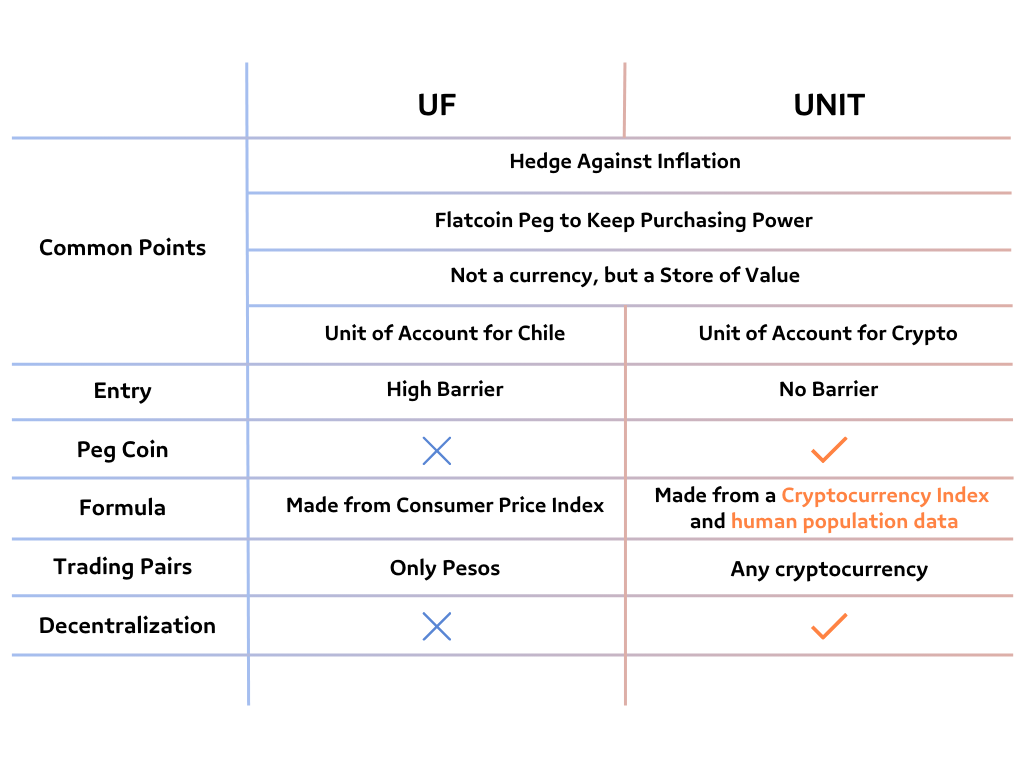 UF
UNIT
Common Points
Hedge Against Inflation
Flatcoin Peg to Keep Purchasing Power
Not a currency, but a Store of Value
Unit of Account for Chile
Unit of Account for Crypto
Entry
High Barrier
No Barrier
Peg Coin
Formula
Made from Consumer Price Index
Made from a Cryptocurrency Index
and human population data
Trading Pairs
Only Pesos
Any cryptocurrency
Decentralization